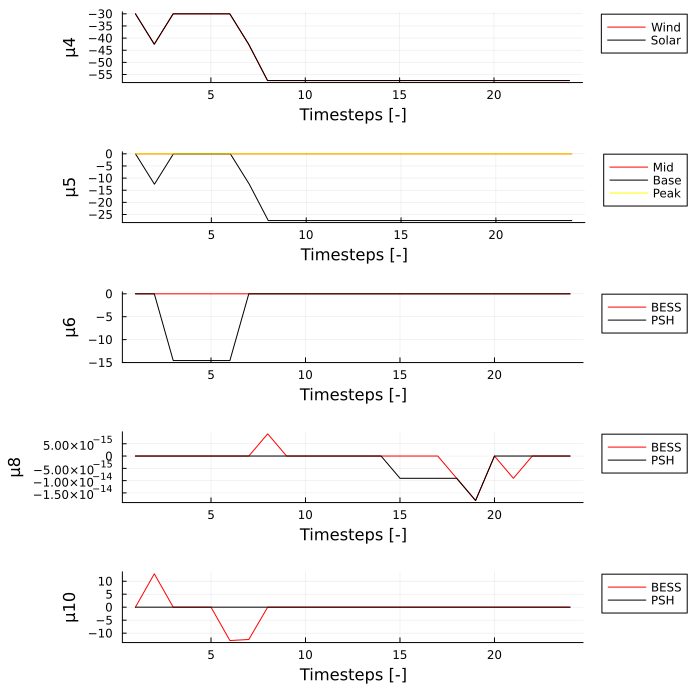 −30
−35
−40
−45
−50
−55
μ4
5
10
15
20
Timesteps [-]
Wind
Solar
0
−5
−10
−15
−20
−25
μ5
5
10
15
20
Timesteps [-]
Mid
Base
Peak
0
−5
−10
−15
μ6
5
10
15
20
Timesteps [-]
BESS
PSH
5.00×10⁻¹⁵
0
−5.00×10⁻¹⁵
−1.00×10⁻¹⁴
−1.50×10⁻¹⁴
μ8
5
10
15
20
Timesteps [-]
BESS
PSH
10
5
0
−5
−10
μ10
5
10
15
20
Timesteps [-]
BESS
PSH